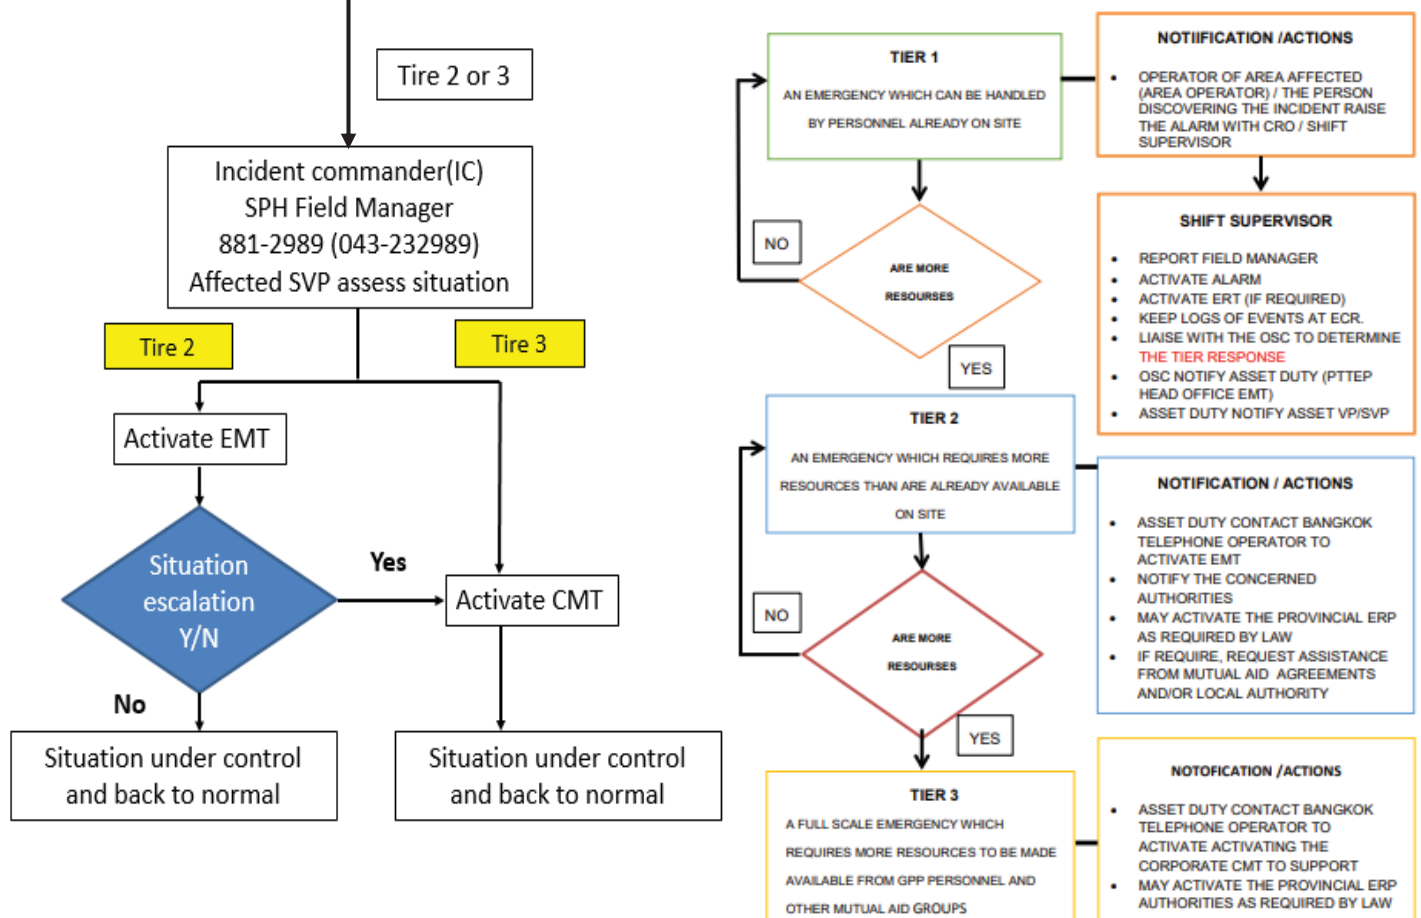 Tire 2 or 3
Incident commander(IC)
SPH Field Manager
881-2989 (043-232989)
Affected SVP assess situation
Tire 2
Tire 3
Activate EMT
Situation
escalation
Y/N
Yes
Activate CMT
No
Situation under control
and back to normal
Situation under control
and back to normal
TIER 1
AN EMERGENCY WHICH CAN BE HANDLED
BY PERSONNEL ALREADY ON SITE
NOTIIFICATION /ACTIONS
• OPERATOR OF AREA AFFECTED
(AREA OPERATOR) / THE PERSON
DISCOVERING THE INCIDENT RAISE
THE ALARM WITH CRO / SHIFT
SUPERVISOR
NO
ARE MORE
RESOURSES
YES
SHIFT SUPERVISOR
• REPORT FIELD MANAGER
• ACTIVATE ALARM
• ACTIVATE ERT (IF REQUIRED)
• KEEP LOGS OF EVENTS AT ECR.
• LIAISE WITH THE OSC TO DETERMINE
THE TIER RESPONSE
• OSC NOTIFY ASSET DUTY (PTTEP
HEAD OFFICE EMT)
• ASSET DUTY NOTIFY ASSET VP/SVP
TIER 2
AN EMERGENCY WHICH REQUIRES MORE
RESOURCES THAN ARE ALREADY AVAILABLE
ON SITE
NOTIFICATION / ACTIONS
• ASSET DUTY CONTACT BANGKOK
TELEPHONE OPERATOR TO
ACTIVATE EMT
• NOTIFY THE CONCERNED
AUTHORITIES
• MAY ACTIVATE THE PROVINCIAL ERP
AS REQUIRED BY LAW
• IF REQUIRE, REQUEST ASSISTANCE
FROM MUTUAL AID AGREEMENTS
AND/OR LOCAL AUTHORITY
NO
ARE MORE
RESOURSES
YES
TIER 3
A FULL SCALE EMERGENCY WHICH
REQUIRES MORE RESOURCES TO BE MADE
AVAILABLE FROM GPP PERSONNEL AND
OTHER MUTUAL AID GROUPS
NOTOFICATION /ACTIONS
• ASSET DUTY CONTACT BANGKOK
TELEPHONE OPERATOR TO
ACTIVATE ACTIVATING THE
CORPORATE CMT TO SUPPORT
• MAY ACTIVATE THE PROVINCIAL ERP
AUTHORITIES AS REQUIRED BY LAW